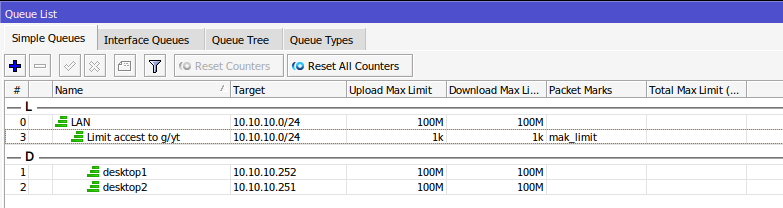 Queue List
Simple Queues Interface Queues Queue Tree Queue Types
Reset Counters Reset All Counters
# Name Target Upload Max Limit Download Max Li... Packet Marks Total Max Limit (...
L
0 LAN 10.10.10.0/24 100M 100M
3 Limit accest to g/yt 10.10.10.0/24 1k 1k mak_limit
D
1 desktop1 10.10.10.252 100M 100M
2 desktop2 10.10.10.251 100M 100M